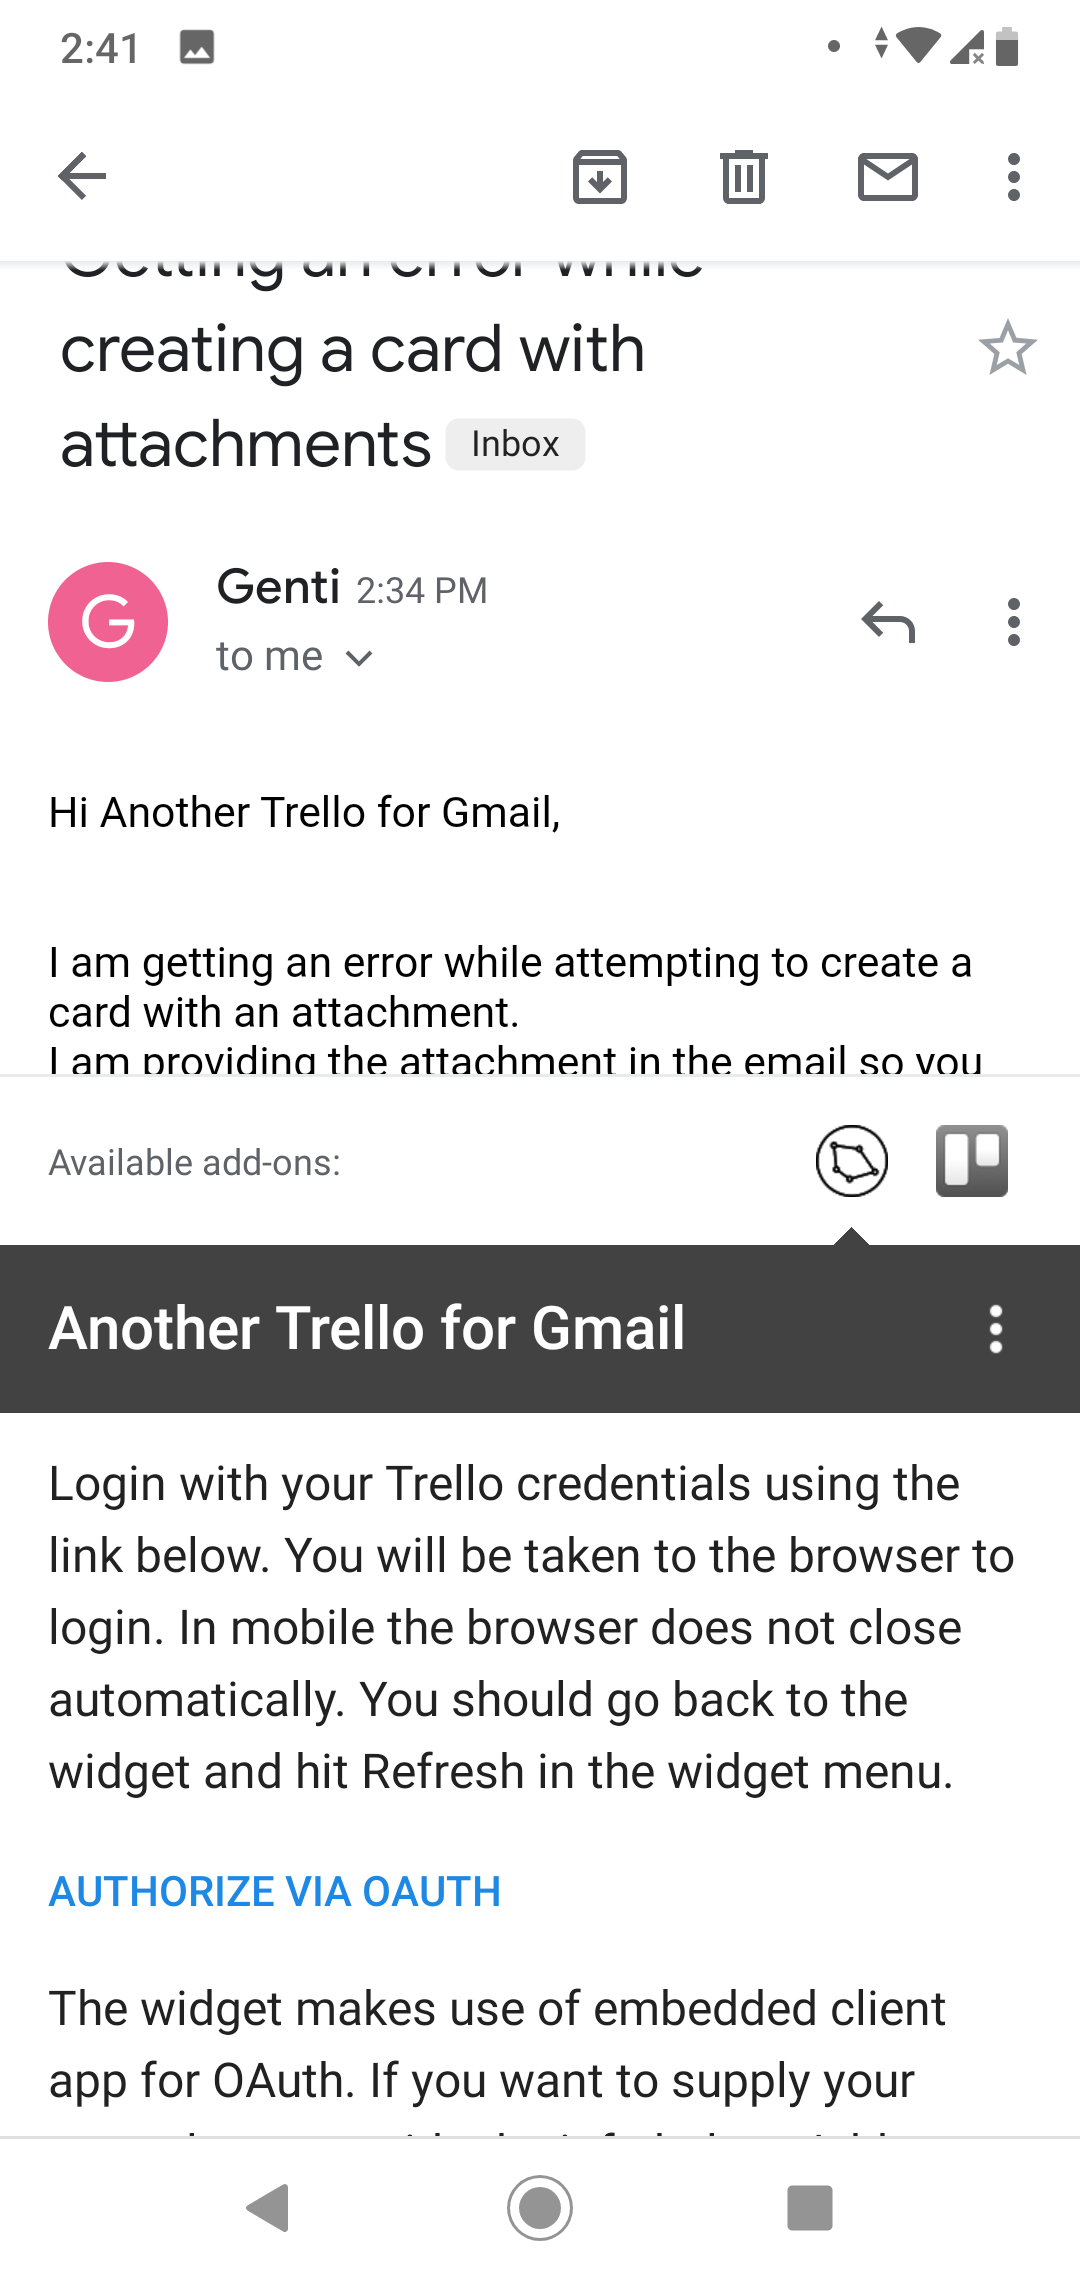 2:41
Getting an error while
creating a card with
attachments Inbox
G
Genti 2:34 PM
to me
Hi Another Trello for Gmail,
I am getting an error while attempting to create a
card with an attachment.
I am providing the attachment in the email so you
Available add-ons:
Another Trello for Gmail
Login with your Trello credentials using the
link below. You will be taken to the browser to
login. In mobile the browser does not close
automatically. You should go back to the
widget and hit Refresh in the widget menu.
AUTHORIZE VIA OAUTH
The widget makes use of embedded client
app for OAuth. If you want to supply your